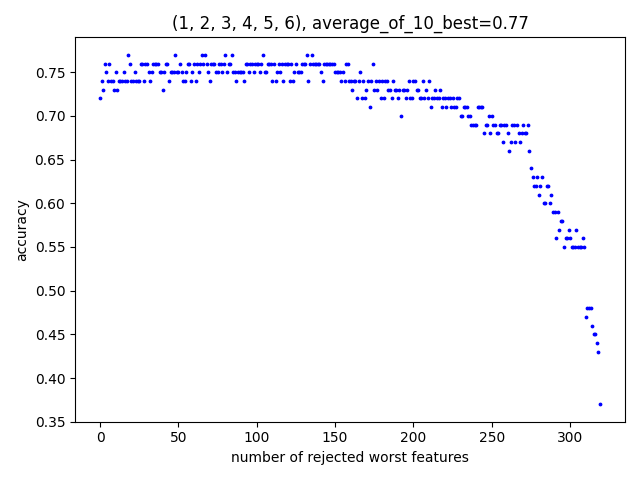 (1, 2, 3, 4, 5, 6), average_of_10_best=0.77
0.75
0.70
0.65
0.60
0.55
0.50
0.45
0.40
0.35
accuracy
0 50 100 150 200 250 300
number of rejected worst features